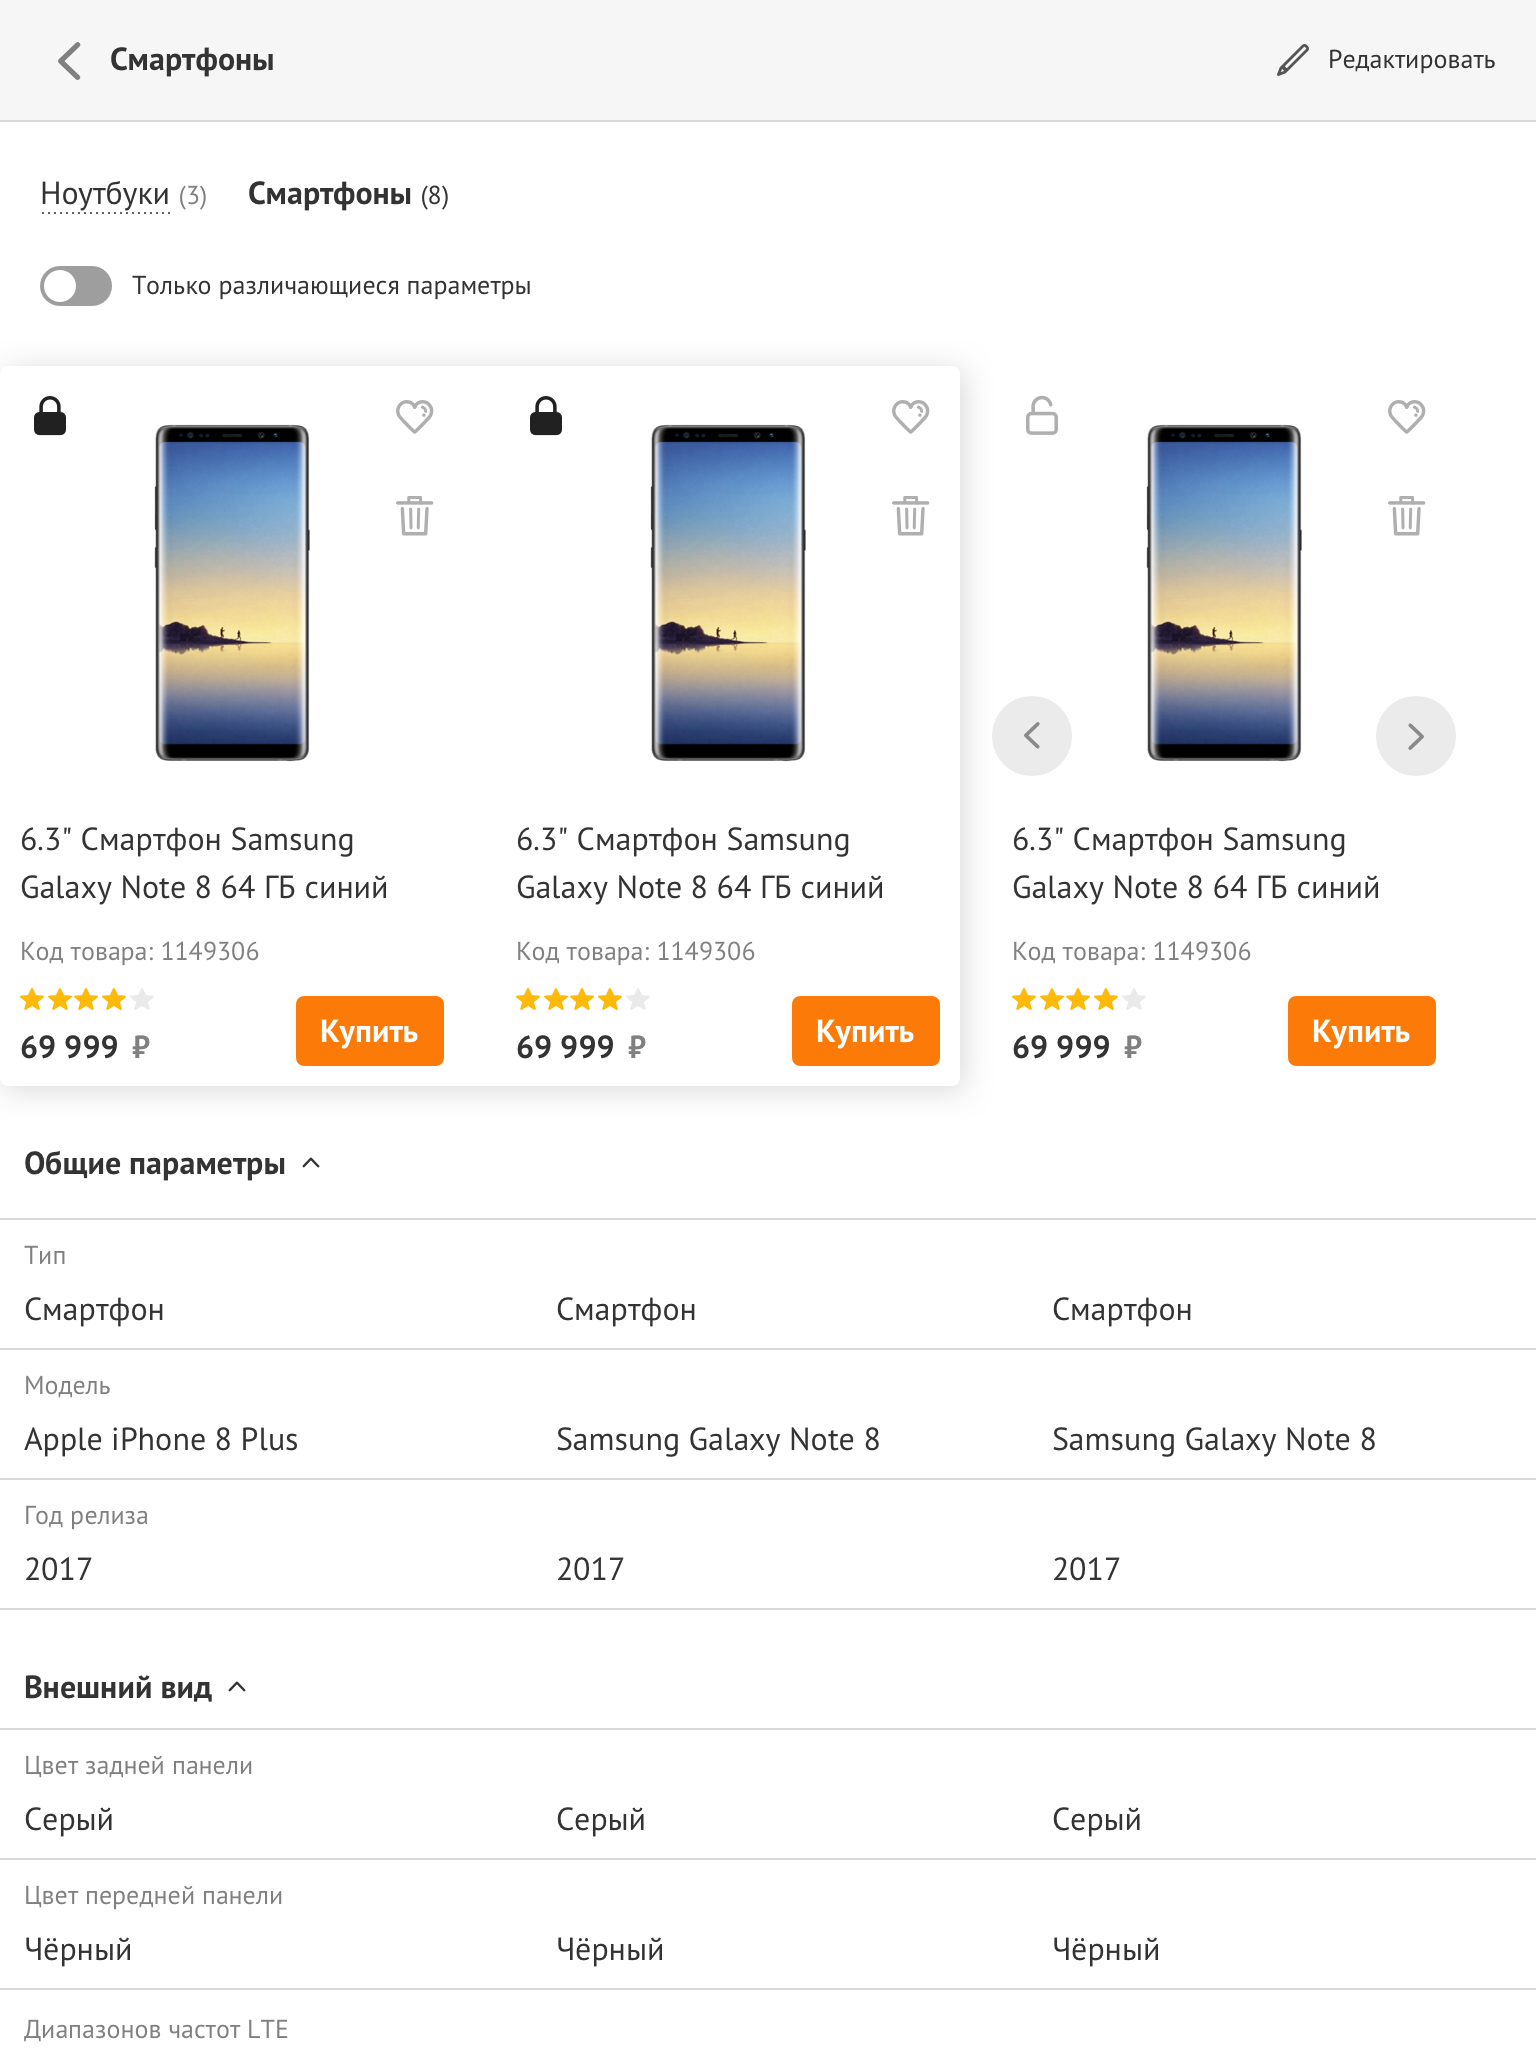 Смартфоны
Редактировать
Ноутбуки (3) Смартфоны (8)
Только различающиеся параметры
6.3" Смартфон Samsung
Galaxy Note 8 64 ГБ синий
Код товара: 1149306
69 999 ₽
Купить
6.3" Смартфон Samsung
Galaxy Note 8 64 ГБ синий
Код товара: 1149306
69 999 ₽
Купить
6.3" Смартфон Samsung
Galaxy Note 8 64 ГБ синий
Код товара: 1149306
69 999 ₽
Купить
Общие параметры
Тип
Смартфон Смартфон Смартфон
Модель
Apple iPhone 8 Plus Samsung Galaxy Note 8 Samsung Galaxy Note 8
Год релиза
2017 2017 2017
Внешний вид
Цвет задней панели
Серый Серый Серый
Цвет передней панели
Чёрный Чёрный Чёрный
Диапазонов частот LTE